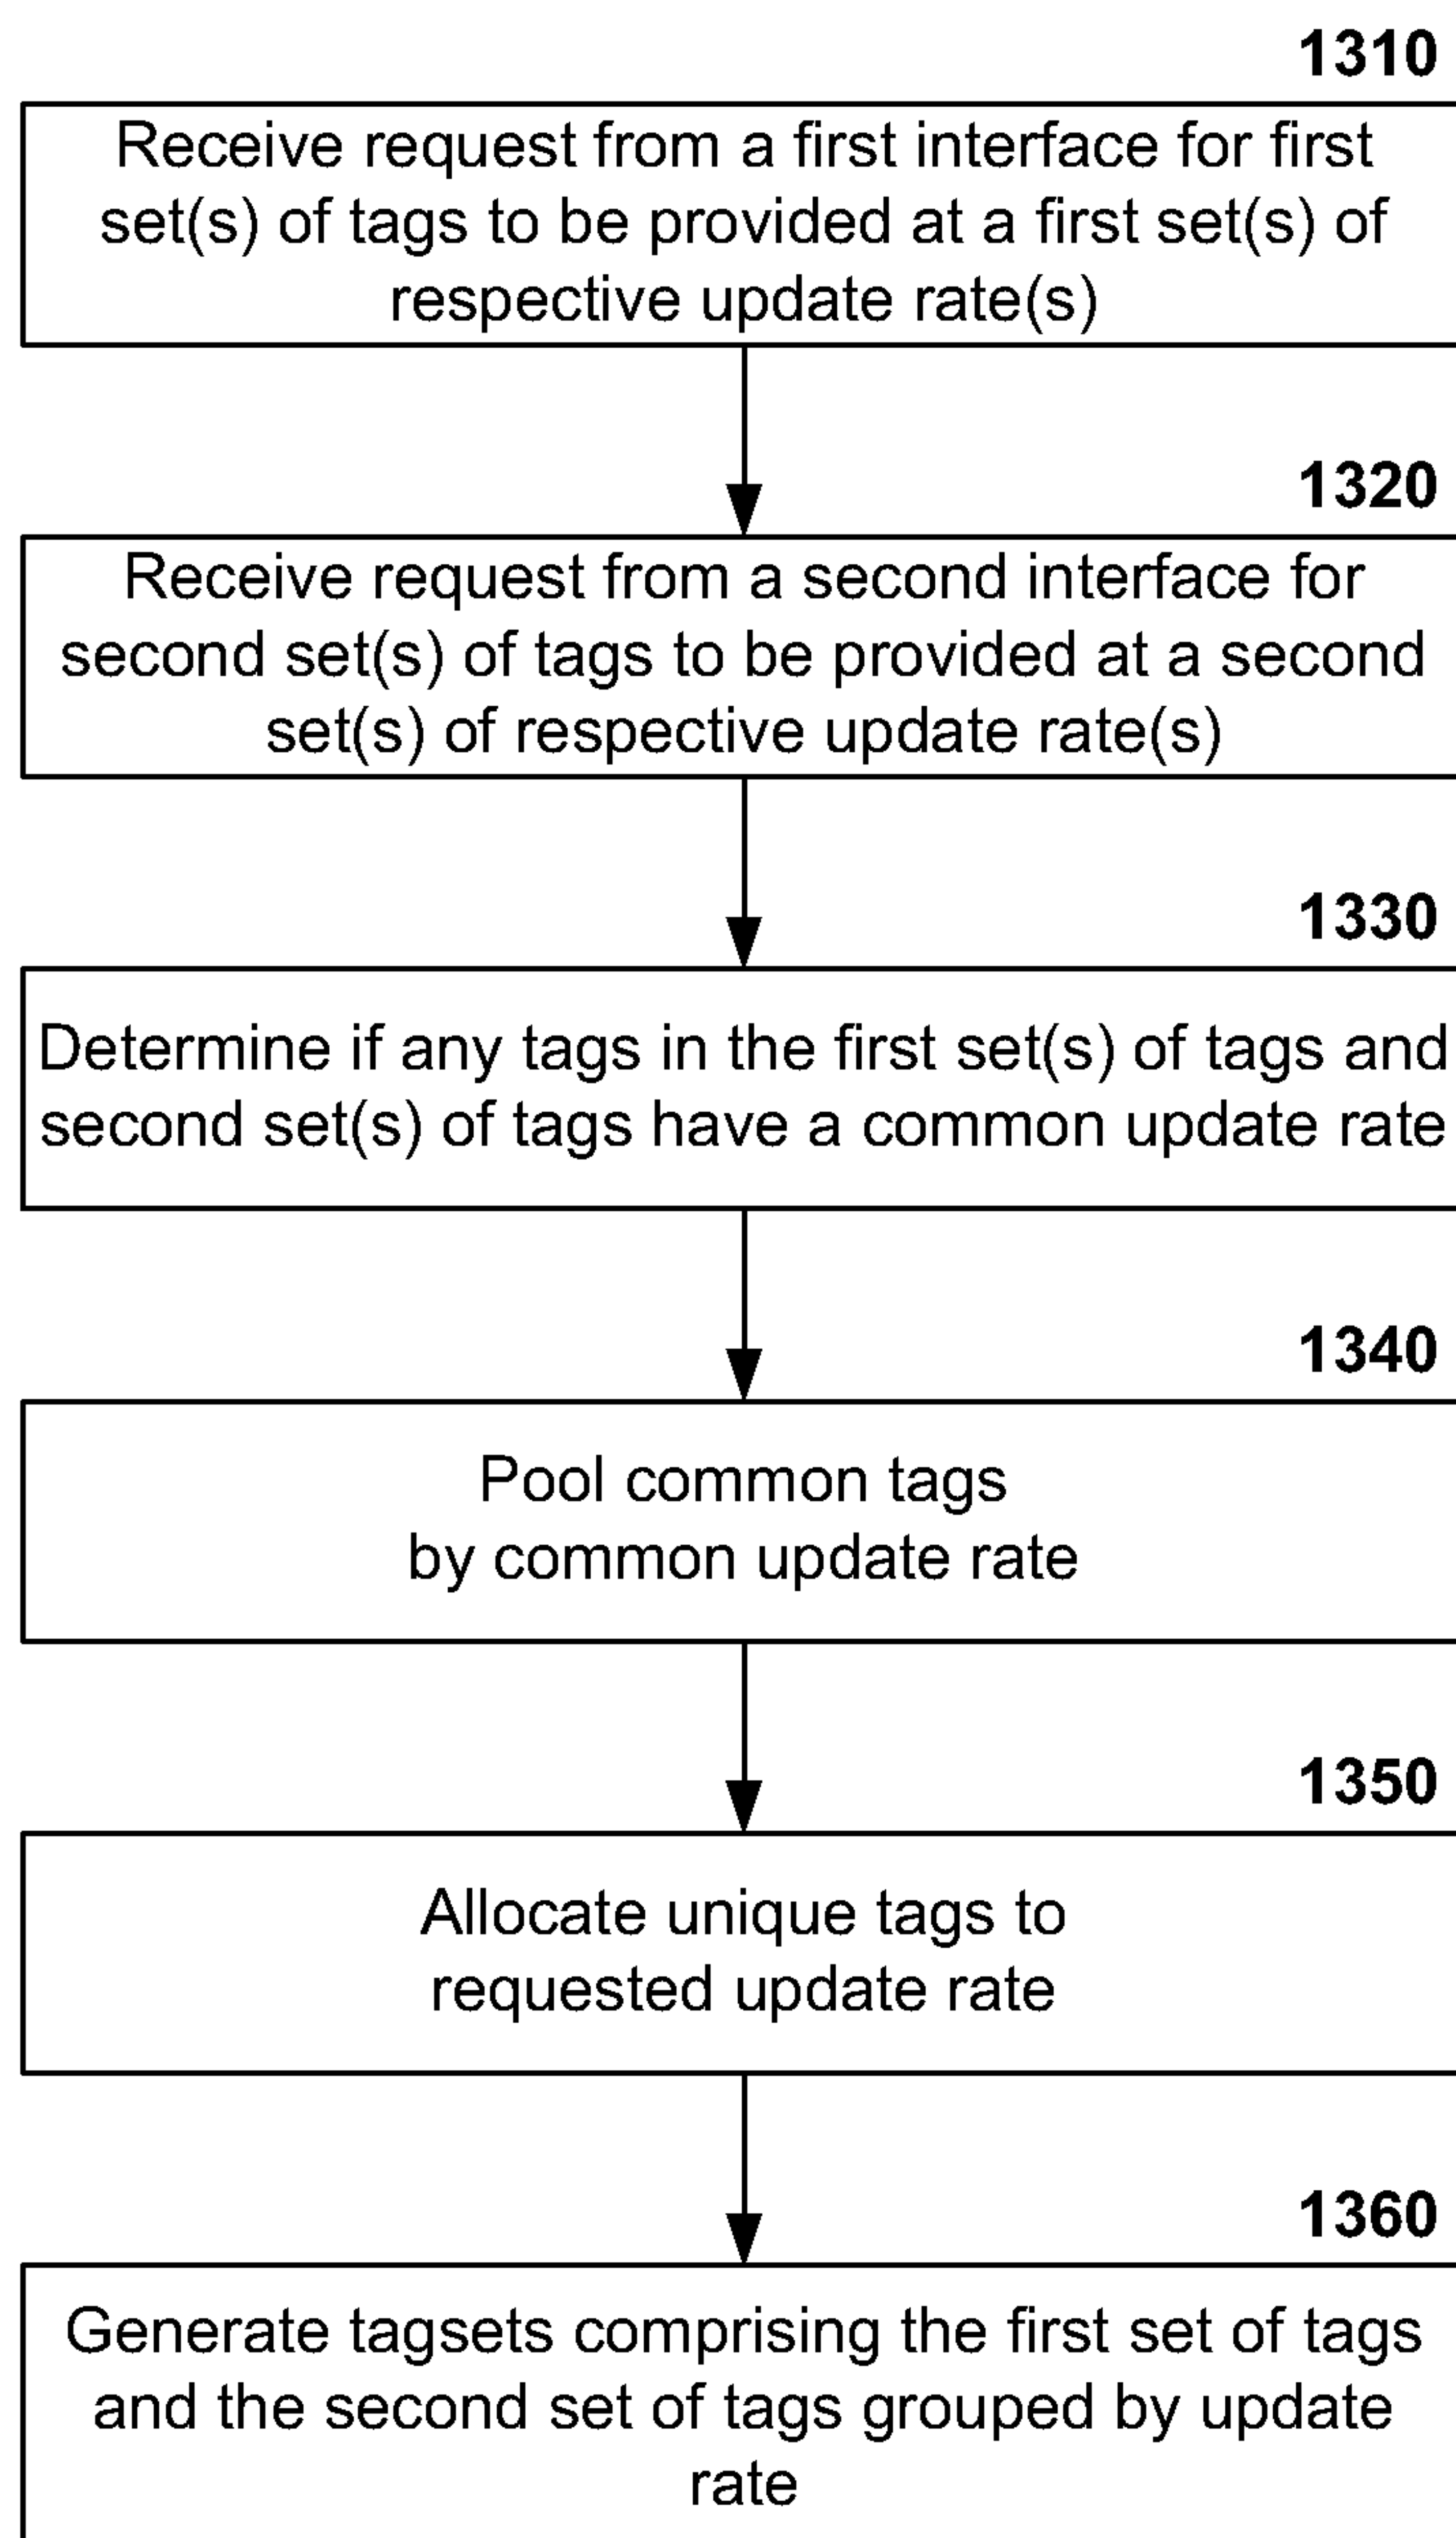 1310
Receive request from a first interface for first
set(s) of tags to be provided at a first set(s) of
respective update rate(s)
1320
Receive request from a second interface for
second set(s) of tags to be provided at a second
set(s) of respective update rate(s)
1330
Determine if any tags in the first set(s) of tags and
second set(s) of tags have a common update rate
1340
Pool common tags
by common update rate
1350
Allocate unique tags to
requested update rate
1360
Generate tagsets comprising the first set of tags
and the second set of tags grouped by update
rate